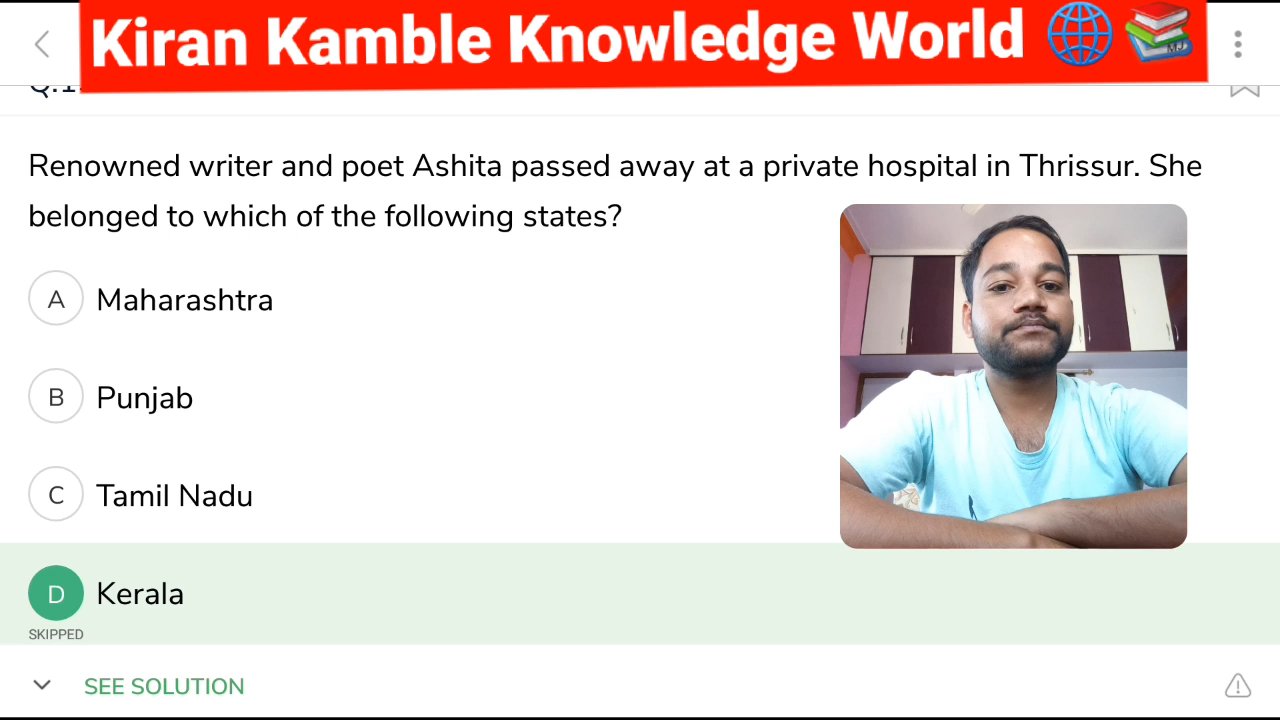 Kiran Kamble Knowledge World
MJ
Renowned writer and poet Ashita passed away at a private hospital in Thrissur. She
belonged to which of the following states?
A Maharashtra
B Punjab
C Tamil Nadu
D Kerala
SKIPPED
SEE SOLUTION